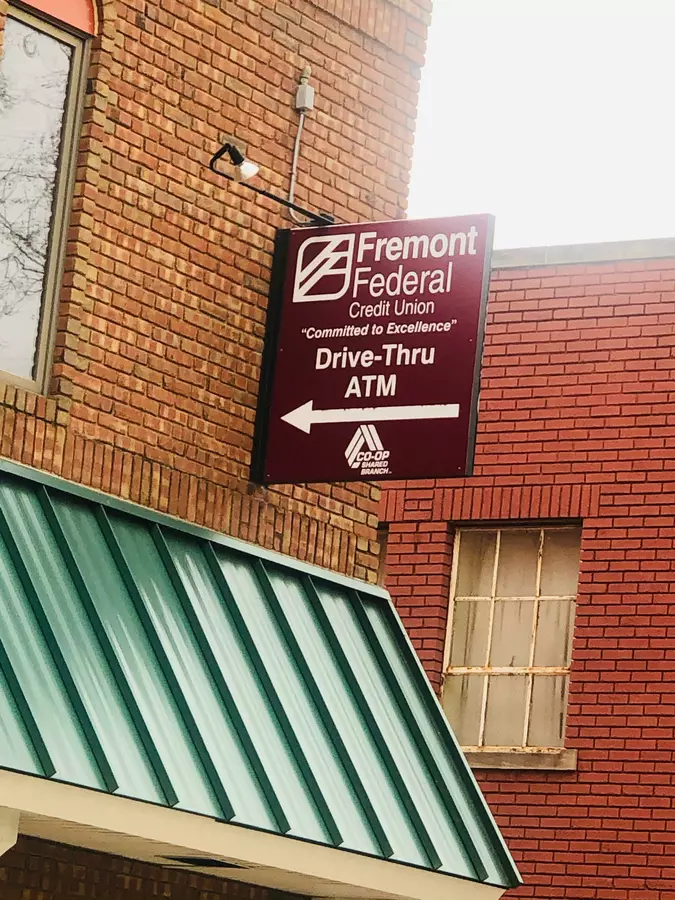 Fremont
Federal
Credit Union
"Committed to Excellence"
Drive-Thru
ATM
CO-OP
SHARED
BRANCH